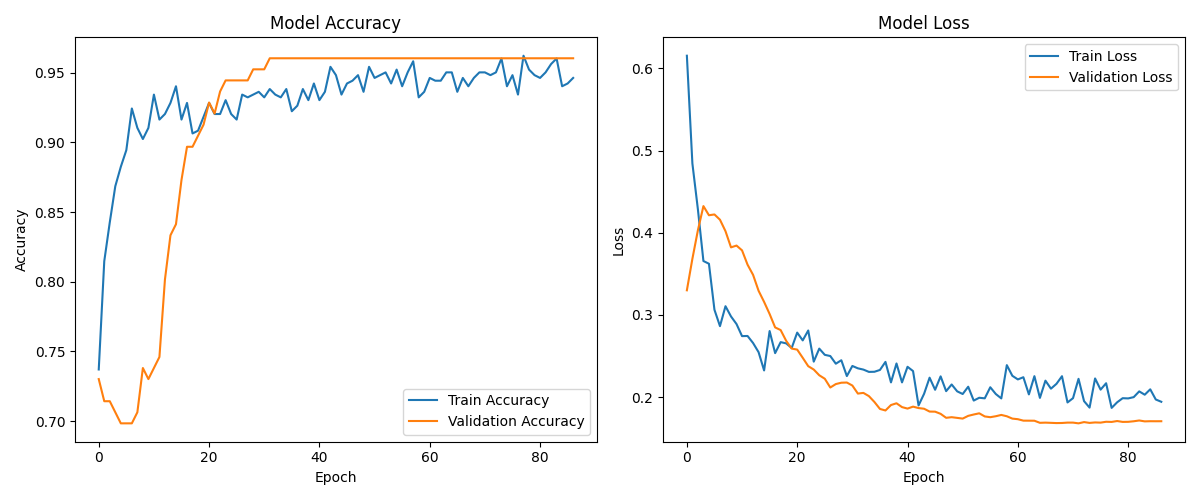 Model Accuracy
Accuracy
0.95
0.90
0.85
0.80
0.75
0.70
0 20 40 60 80
Epoch
Train Accuracy
Validation Accuracy
Model Loss
Loss
0.6
0.5
0.4
0.3
0.2
0 20 40 60 80
Epoch
Train Loss
Validation Loss